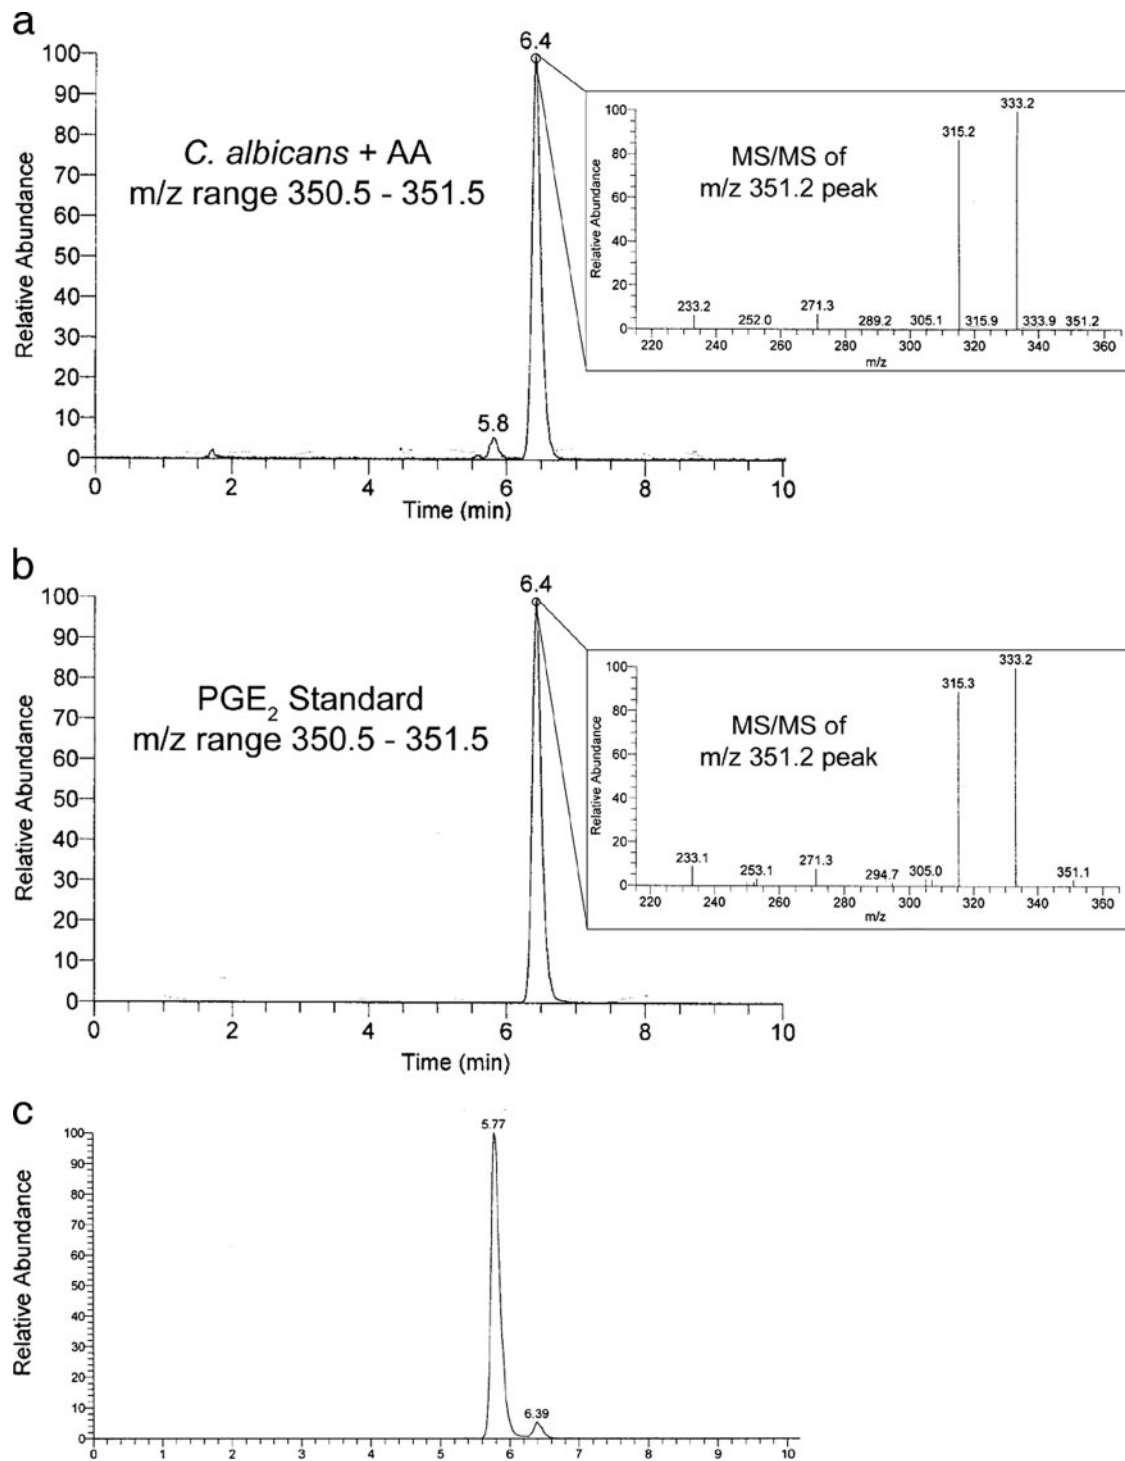 a
6.4
100
90
80
70
60
50
40
30
20
10
0
Relative Abundance
C. albicans + AA
m/z range 350.5 - 351.5
5.8
0 2 4 6 8 10
Time (min)
MS/MS of
m/z 351.2 peak
Relative Abundance
100
80
60
40
20
0
333.2
315.2
233.2 252.0 271.3 289.2 305.1 315.9 333.9 351.2
220 240 260 280 300 320 340 360
m/z
b
6.4
100
90
80
70
60
50
40
30
20
10
0
Relative Abundance
PGE2 Standard
m/z range 350.5 - 351.5
0 2 4 6 8 10
Time (min)
MS/MS of
m/z 351.2 peak
Relative Abundance
100
80
60
40
20
0
333.2
315.3
233.1 253.1 271.3 294.7 305.0 351.1
220 240 260 280 300 320 340 360
m/z
c
5.77
100
90
80
70
60
50
40
30
20
10
0
Relative Abundance
6.39
0 1 2 3 4 5 6 7 8 9 10